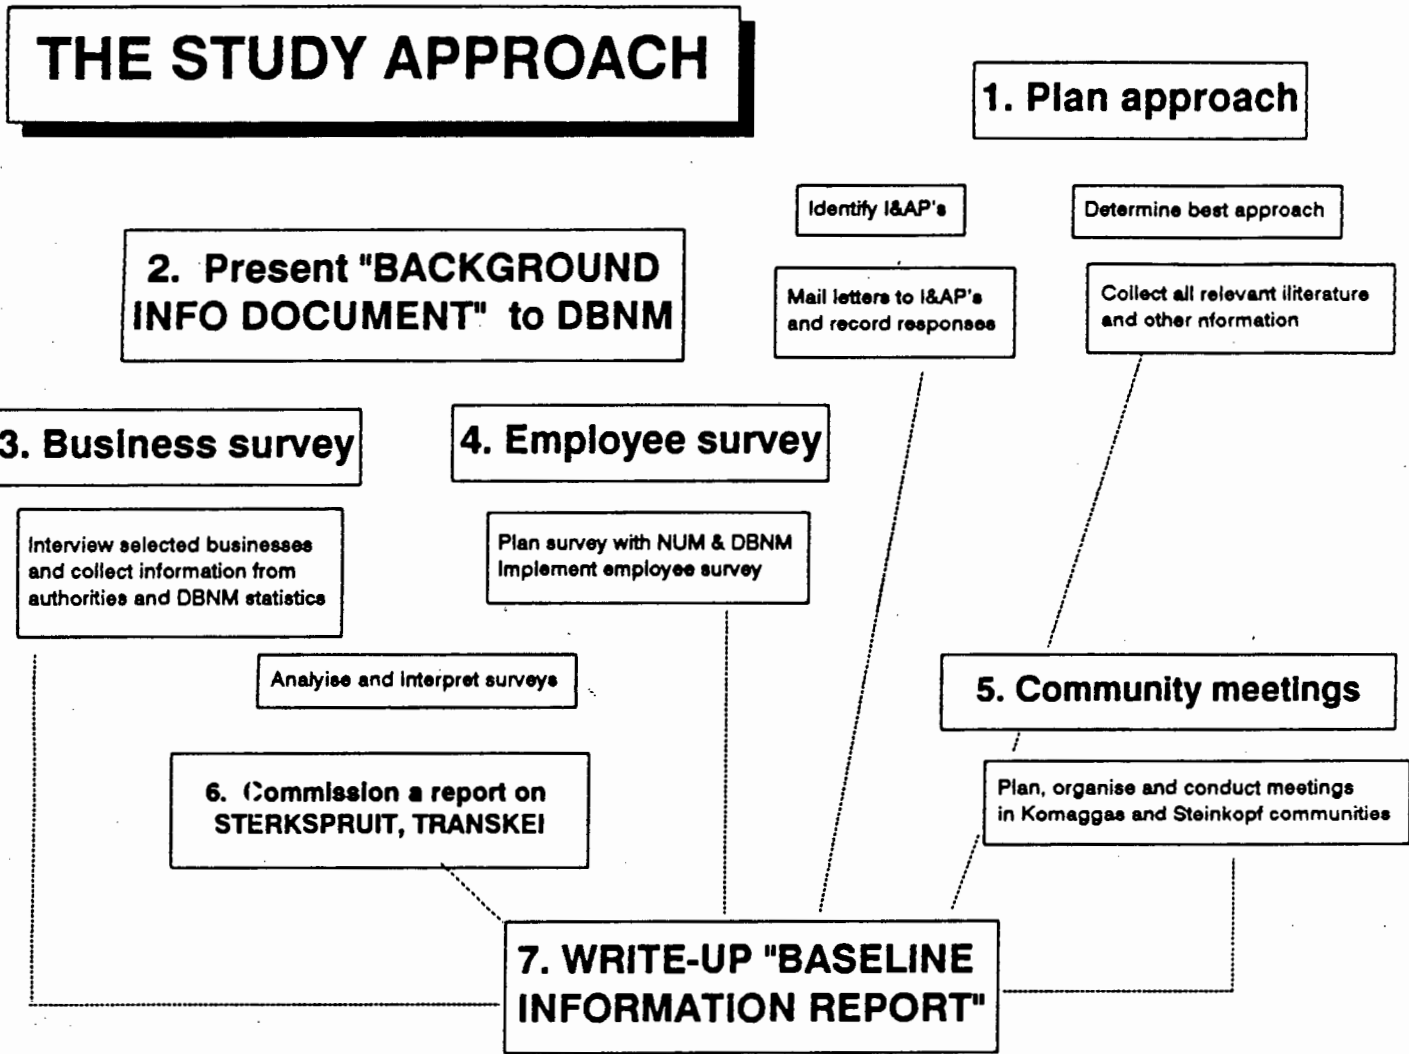 THE STUDY APPROACH
1. Plan approach
Identify I&AP's
Determine best approach
Mail letters to I&AP's
and record responses
Collect all relevant iliterature
and other nformation
2. Present "BACKGROUND
INFO DOCUMENT" to DBNM
3. Business survey
4. Employee survey
Interview selected businesses
and collect information from
authorities and DBNM statistics
Plan survey with NUM & DBNM
Implement employee survey
Analyise and interpret surveys
5. Community meetings
Plan, organise and conduct meetings
in Komaggas and Steinkopf communities
6. Commission a report on
STERKSPRUIT, TRANSKEI
7. WRITE-UP "BASELINE
INFORMATION REPORT"